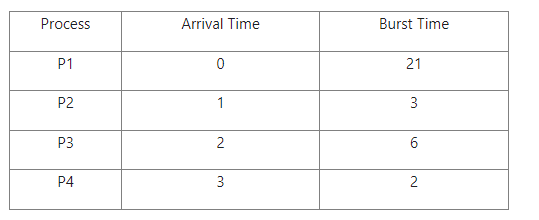 Process Arrival Time Burst Time
P1 0 21
P2 1 3
P3 2 6
P4 3 2